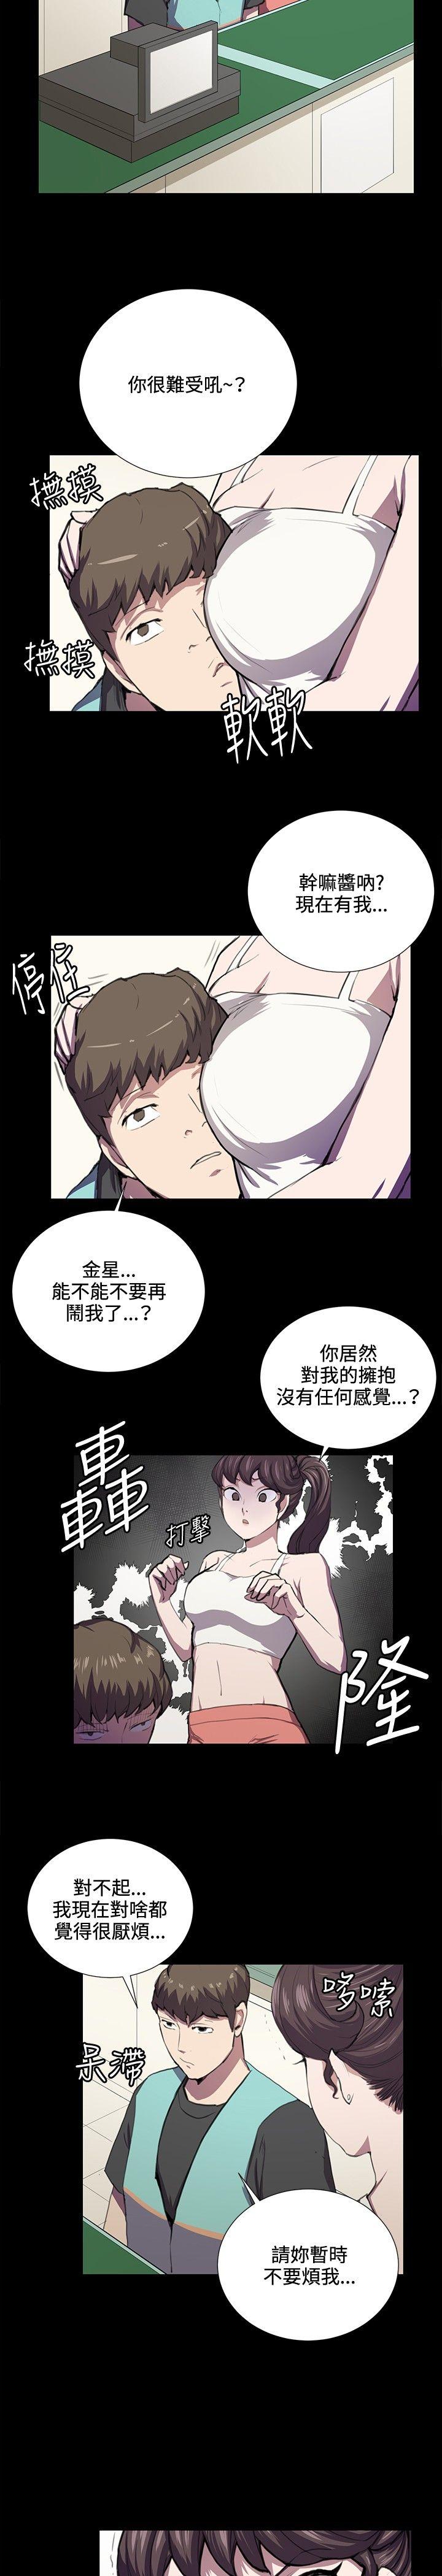 你很難受吼~?
撫摸
撫摸
軟軟
幹嘛醬吶?
現在有我...
停住
金星...
能不能不要再
鬧我了...?
你居然
對我的擁抱
沒有任何感覺...?
轟
打擊
隆
對不起...
我現在對啥都
覺得很厭煩...
哆嗦
呆滯
請妳暫時
不要煩我...